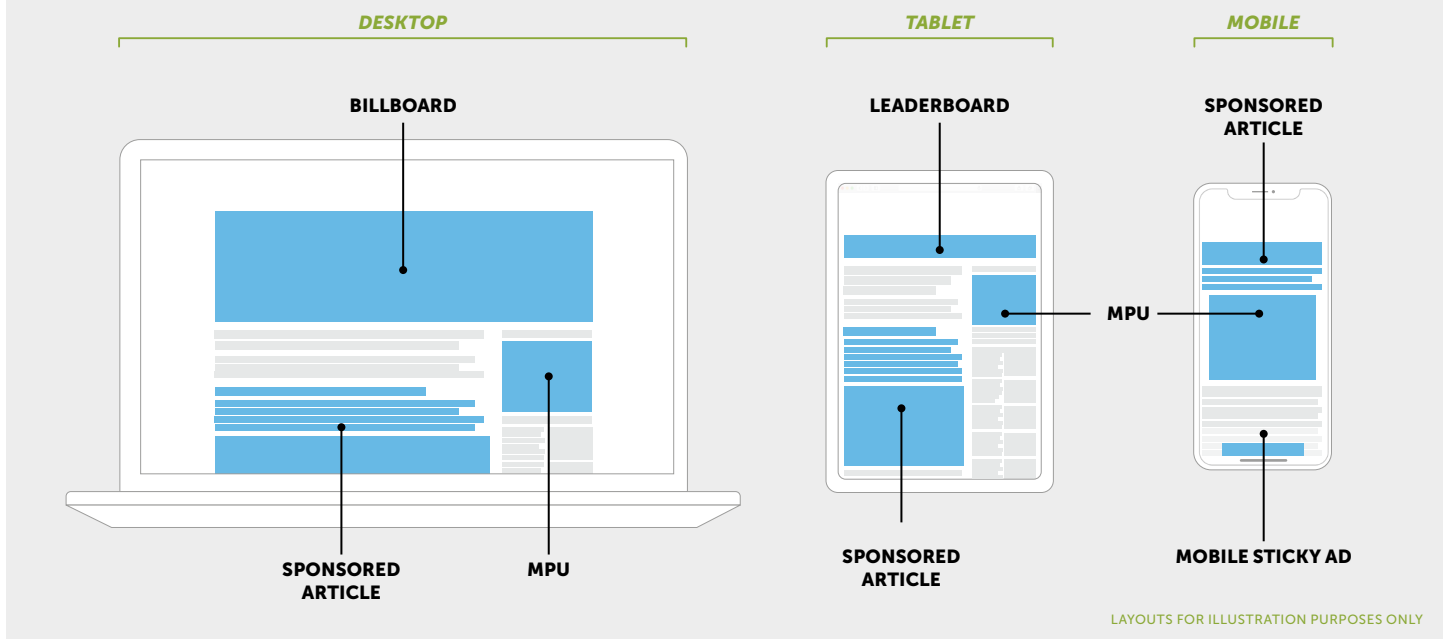 DESKTOP
TABLET
MOBILE
BILLBOARD
LEADERBOARD
SPONSORED
ARTICLE
MPU
SPONSORED
ARTICLE
MPU
SPONSORED
ARTICLE
MOBILE STICKY AD
LAYOUTS FOR ILLUSTRATION PURPOSES ONLY